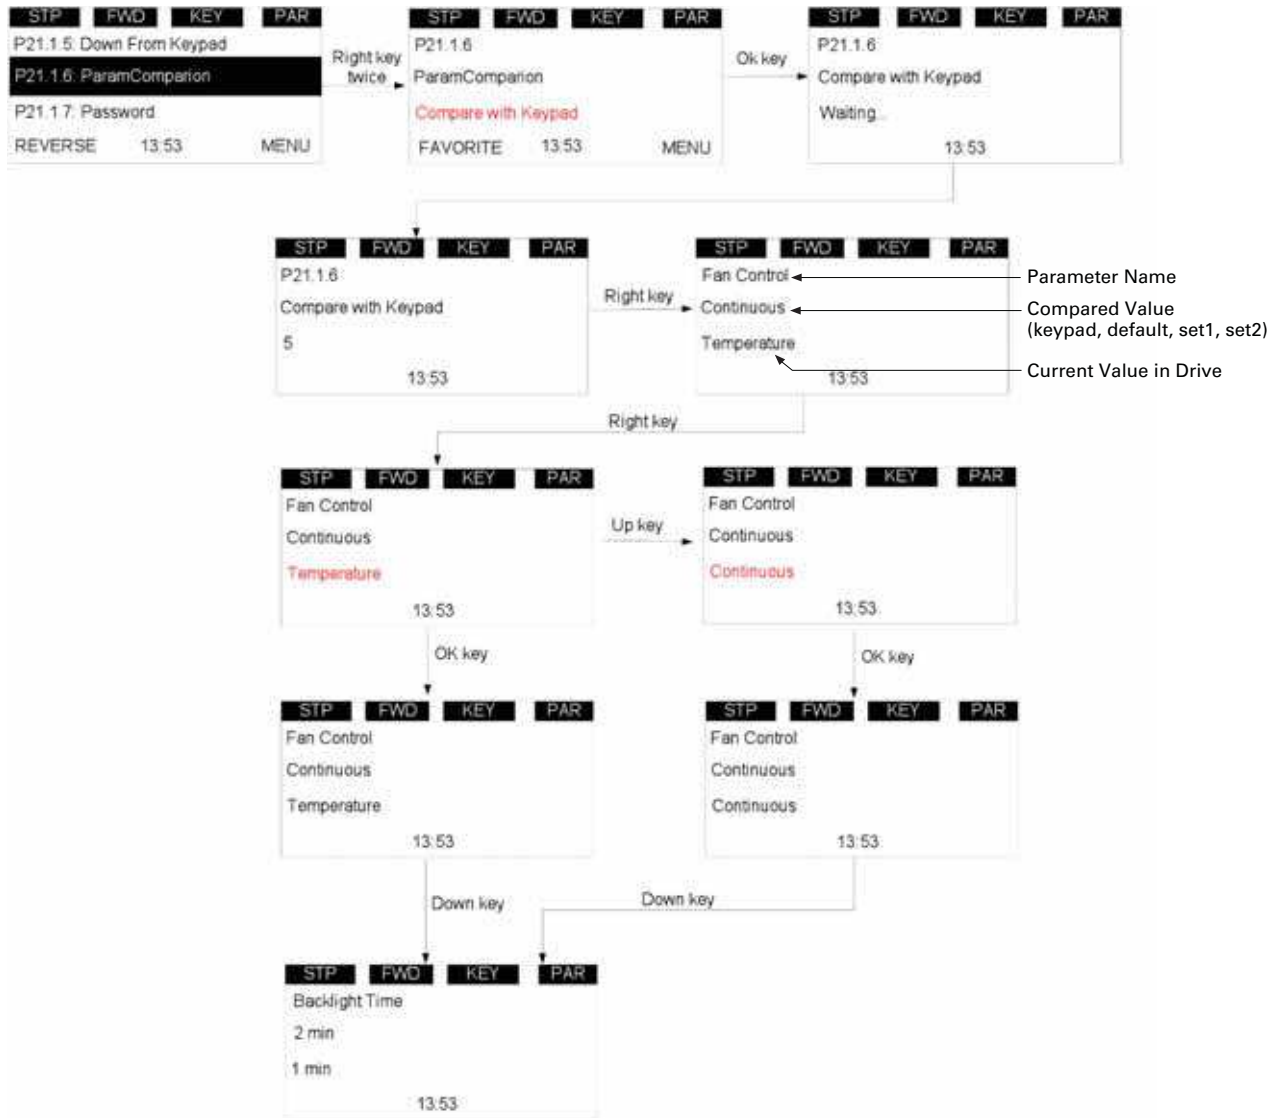 STP FWD KEY PAR
P21.1.5: Down From Keypad
P21.1.6: ParamComparion
P21.1 7: Password
REVERSE 13:53 MENU
Right key
twice
STP FWD KEY PAR
P21.1.6
ParamComparion
Compare with Keypad
FAVORITE 13:53 MENU
Ok key
STP FWD KEY PAR
P21.1.6
Compare with Keypad
Waiting..
13:53
STP FWD KEY PAR
P21.1.6
Compare with Keypad
5
13:53
Right key
STP FWD KEY PAR
Fan Control
Continuous
Temperature
13:53
Parameter Name
Compared Value
(keypad, default, set1, set2)
Current Value in Drive
Right key
STP FWD KEY PAR
Fan Control
Continuous
Temperature
13:53
Up key
STP FWD KEY PAR
Fan Control
Continuous
Continuous
13:53
OK key
OK key
STP FWD KEY PAR
Fan Control
Continuous
Temperature
13:53
STP FWD KEY PAR
Fan Control
Continuous
Continuous
13:53
Down key
Down key
STP FWD KEY PAR
Backlight Time
2 min
1 min
13:53